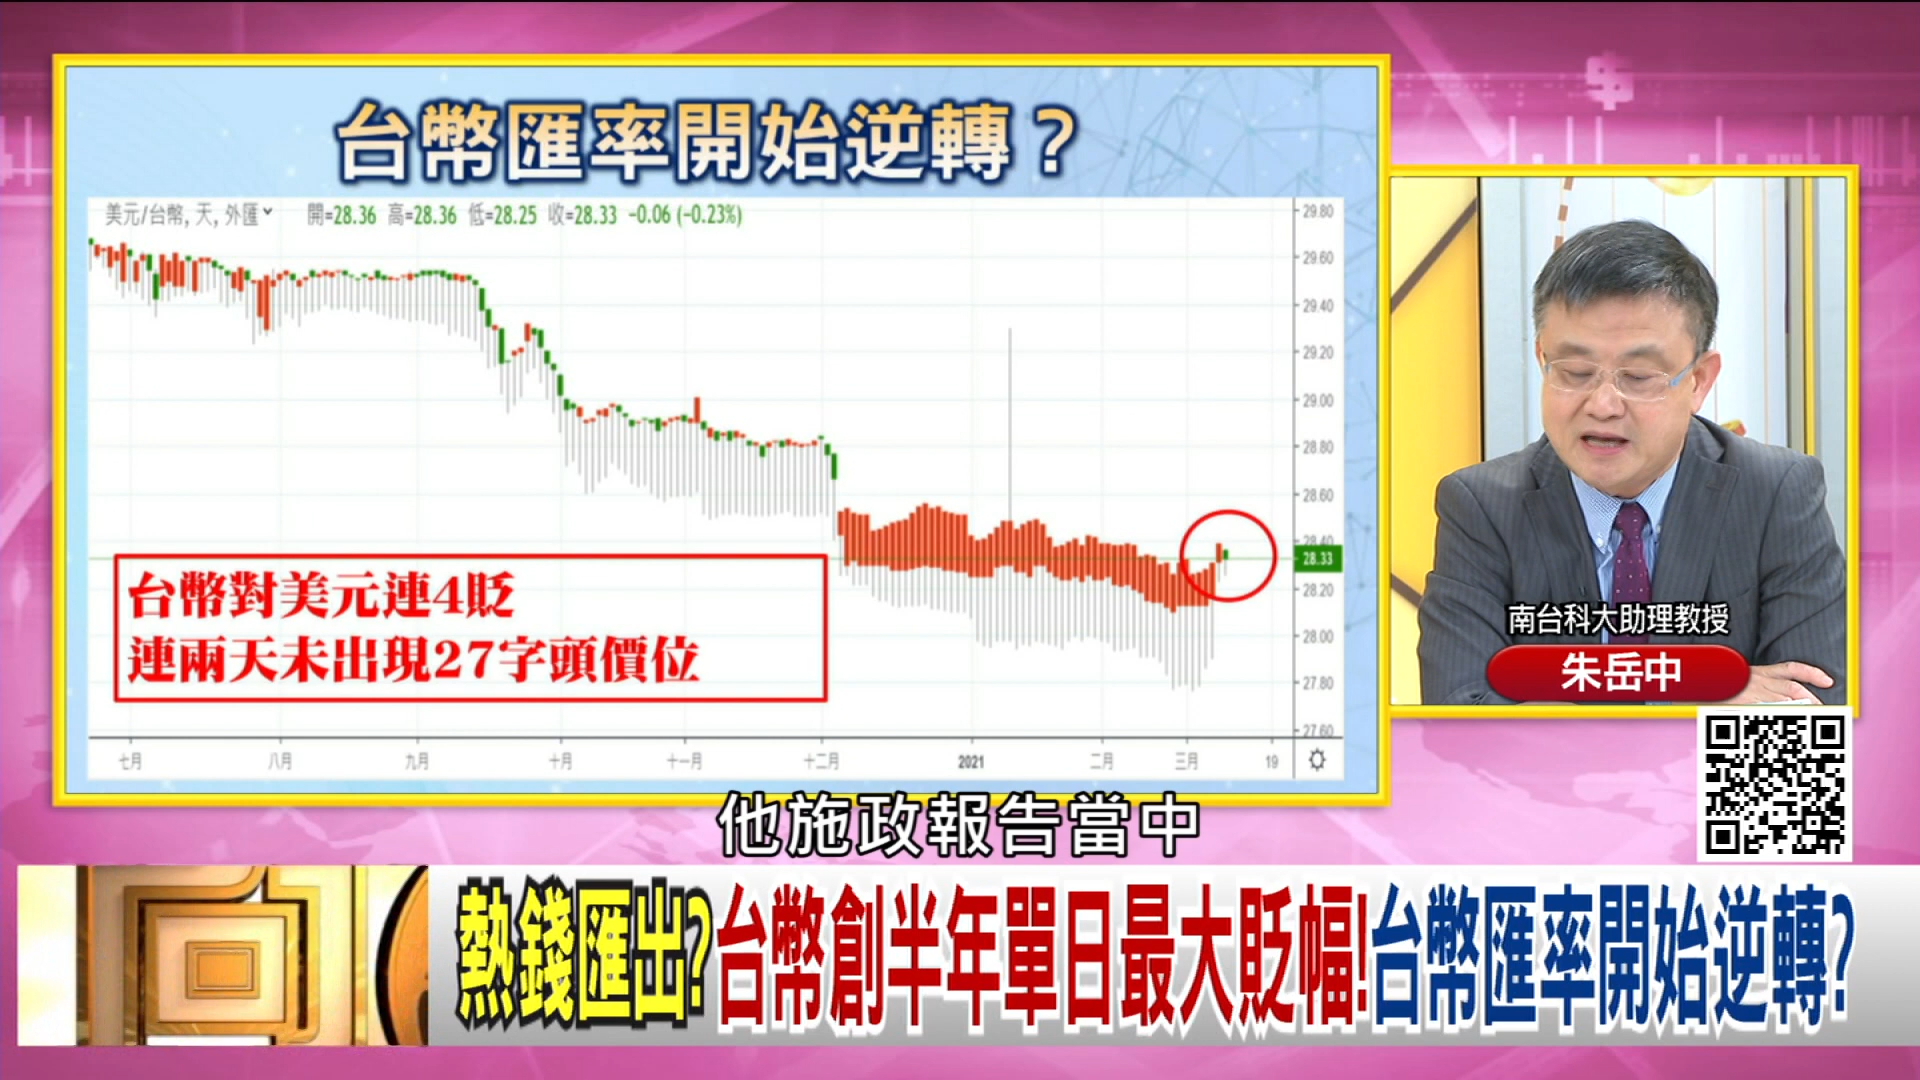 台幣匯率開始逆轉？
美元/台幣, 天, 外匯 開=28.36 高=28.36 低=28.25 收=28.33 -0.06 (-0.23%)
29.80
29.60
29.40
29.20
29.00
28.80
28.60
28.40
28.33
28.20
28.00
27.80
27.60
台幣對美元連4貶
連兩天未出現27字頭價位
七月 八月 九月 十月 十一月 十二月 2021 二月 三月 19
南台科大助理教授
朱岳中
他施政報告當中
熱錢匯出?台幣創半年單日最大貶幅!台幣匯率開始逆轉?